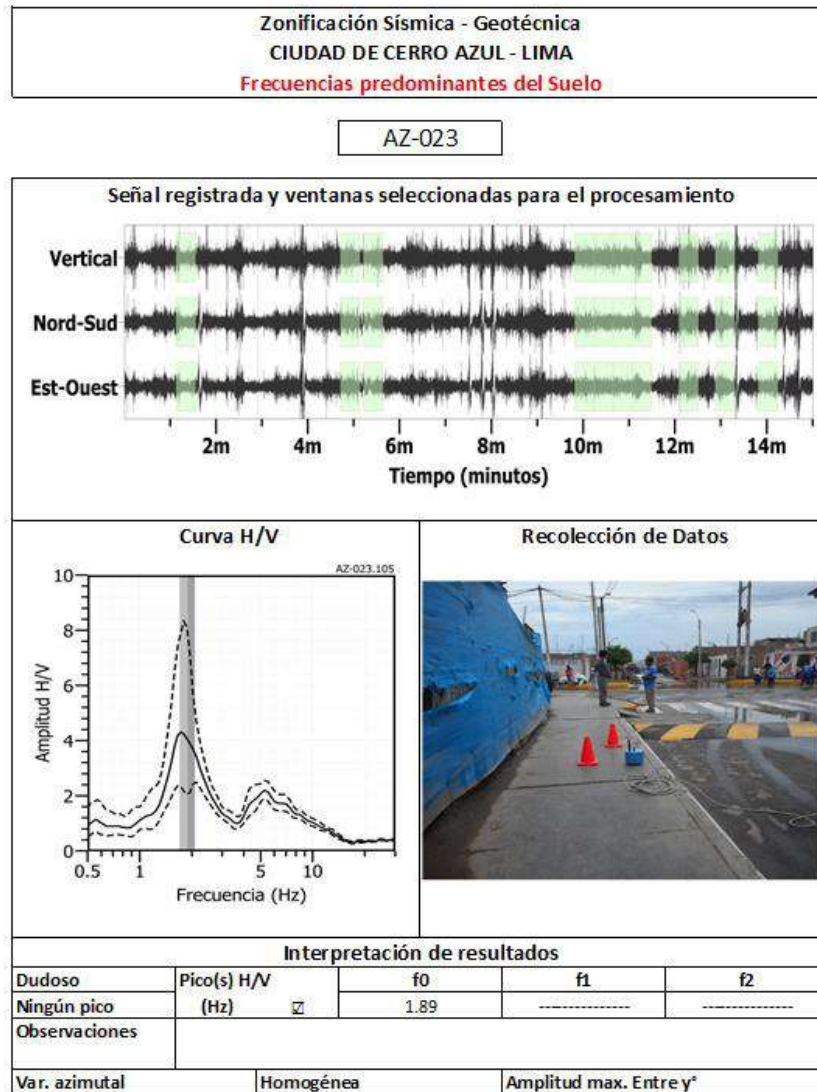 Zonificación Sísmica - Geotécnica
CIUDAD DE CERRO AZUL - LIMA
Frecuencias predominantes del Suelo
AZ-023
Señal registrada y ventanas seleccionadas para el procesamiento
Vertical
Nord-Sud
Est-Ouest
2m 4m 6m 8m 10m 12m 14m
Tiempo (minutos)
Curva H/V
AZ-023.105
10
8
6
4
2
0
Amplitud H/V
0.5 1 5 10
Frecuencia (Hz)
Recolección de Datos
Interpretación de resultados
Dudoso Pico(s) H/V f0 f1 f2
Ningún pico (Hz) ☑ 1.89 --------------- ---------------
Observaciones
Var. azimutal Homogénea Amplitud max. Entre y°